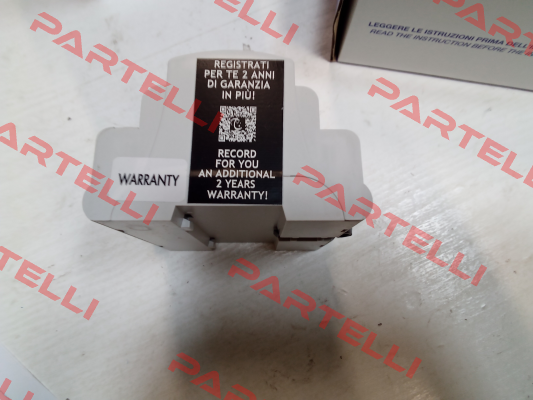 LEGGERE LE ISTRUZIONI PRIMA DELL'
READ THE INSTRUCTION BEFORE THE
REGISTRATI
PER TE 2 ANNI
DI GARANZIA
IN PIÙ!
RECORD
FOR YOU
AN ADDITIONAL
2 YEARS
WARRANTY!
WARRANTY
PARTELLI
PARTELLI
PARTELLI
PARTELLI
PARTELLI
PARTELLI
PARTELLI